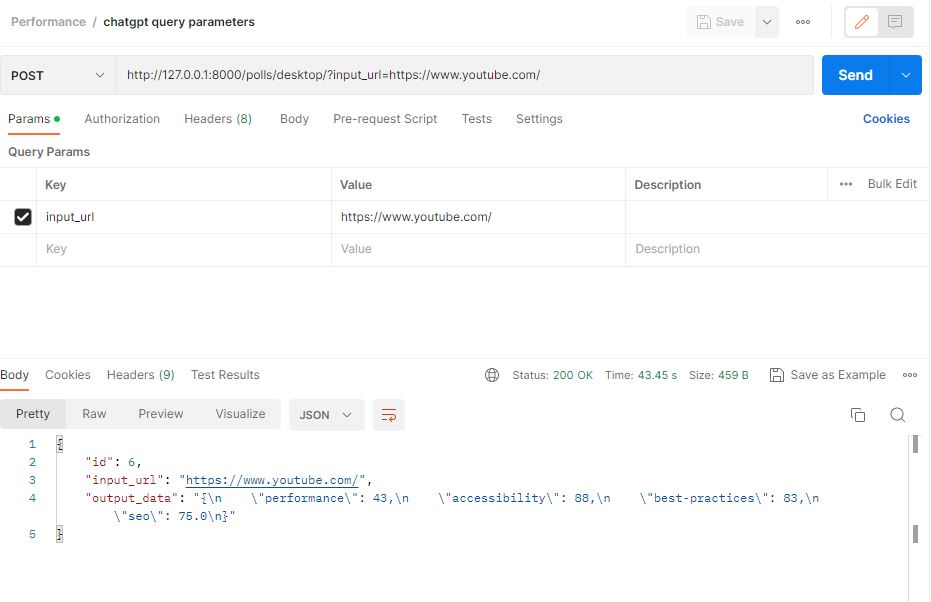 Performance / chatgpt query parameters Save
POST http://127.0.0.1:8000/polls/desktop/?input_url=https://www.youtube.com/ Send
Params Authorization Headers (8) Body Pre-request Script Tests Settings Cookies
Query Params
Key Value Description Bulk Edit
input_url https://www.youtube.com/
Key Value Description
Body Cookies Headers (9) Test Results Status: 200 OK Time: 43.45 s Size: 459 B Save as Example
Pretty Raw Preview Visualize JSON
1 {
2 "id": 6,
3 "input_url": "https://www.youtube.com/",
4 "output_data": "{\n    \"performance\": 43,\n    \"accessibility\": 88,\n    \"best-practices\": 83,\n
\"seo\": 75.0\n}"
5 }